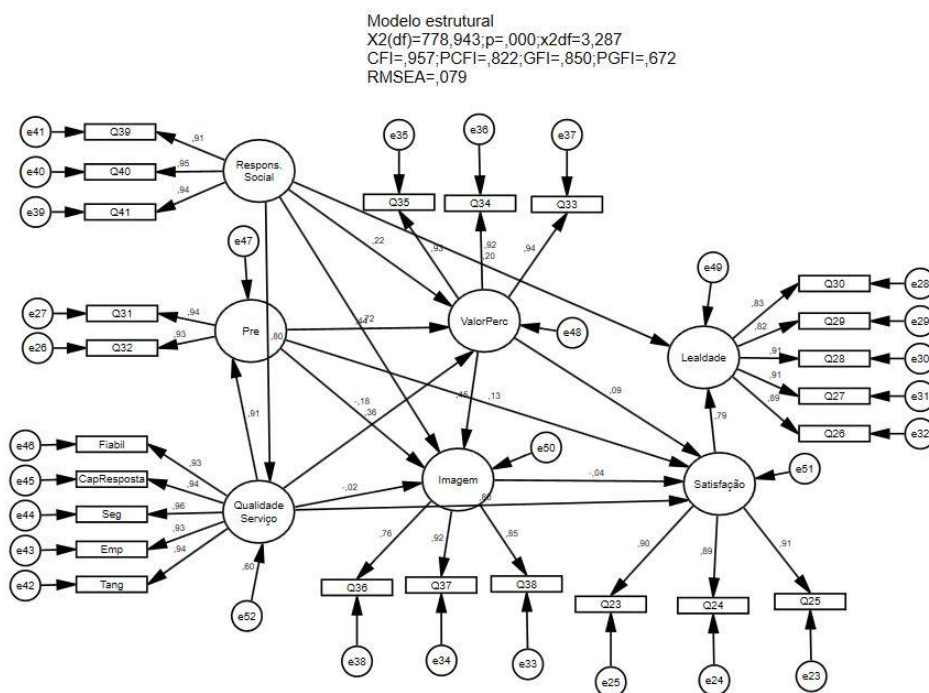 Modelo estrutural
X2(df)=778,943;p=,000;x2df=3,287
CFI=,957;PCFI=,822;GFI=,850;PGFI=,672
RMSEA=,079
e41
Q39
,91
e40
Q40
,95
e39
Q41
,94
Respons.
Social
e35
e36
e37
Q35
Q34
Q33
,93
,92
,20
,94
,22
e47
e27
Q31
,94
e26
Q32
,93
Pre
,80
,72
ValorPerc
e48
e49
Lealdade
,83
Q30
e28
,82
Q29
e29
,91
Q28
e30
,91
Q27
e31
,89
Q26
e32
,91
-,18
,36
,15
,13
,09
,79
e46
Fiabil
,93
e45
CapResposta
,94
e44
Seg
,96
e43
Emp
,93
e42
Tang
,94
Qualidade
Serviço
,60
e52
-,02
Imagem
e50
-,04
Satisfação
e51
,76
,92
,85
Q36
Q37
Q38
e38
e34
e33
,90
,89
,91
Q23
Q24
Q25
e25
e24
e23